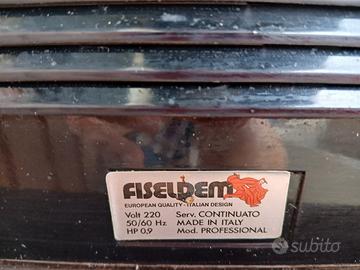 FISELDEM
EUROPEAN QUALITY - ITALIAN DESIGN
Volt 220 Serv. CONTINUATO
50/60 Hz MADE IN ITALY
HP 0,9 Mod. PROFESSIONAL
subito